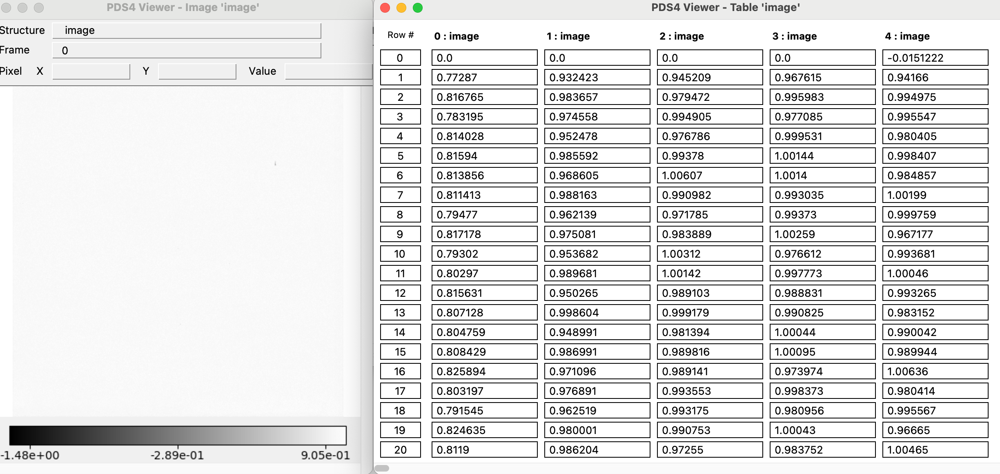 PDS4 Viewer - Image 'image'
Structure image
Frame 0
Pixel X Y Value
-1.48e+00 -2.89e-01 9.05e-01
PDS4 Viewer - Table 'image'
Row # 0 : image 1 : image 2 : image 3 : image 4 : image
0 0.0 0.0 0.0 0.0 -0.0151222
1 0.77287 0.932423 0.945209 0.967615 0.94166
2 0.816765 0.983657 0.979472 0.995983 0.994975
3 0.783195 0.974558 0.994905 0.977085 0.995547
4 0.814028 0.952478 0.976786 0.999531 0.980405
5 0.81594 0.985592 0.99378 1.00144 0.998407
6 0.813856 0.968605 1.00607 1.0014 0.984857
7 0.811413 0.988163 0.990982 0.993035 1.00199
8 0.79477 0.962139 0.971785 0.99373 0.999759
9 0.817178 0.975081 0.983889 1.00259 0.967177
10 0.79302 0.953682 1.00312 0.976612 0.993681
11 0.80297 0.989681 1.00142 0.997773 1.00046
12 0.815631 0.950265 0.989103 0.988831 0.993265
13 0.807128 0.998604 0.999179 0.990825 0.983152
14 0.804759 0.948991 0.981394 1.00044 0.990042
15 0.808429 0.986991 0.989816 1.00095 0.989944
16 0.825894 0.971096 0.989141 0.973974 1.00636
17 0.803197 0.976891 0.993553 0.998373 0.980414
18 0.791545 0.962519 0.993175 0.980956 0.995567
19 0.824635 0.980001 0.990753 1.00043 0.96665
20 0.8119 0.986204 0.97255 0.983752 1.00465